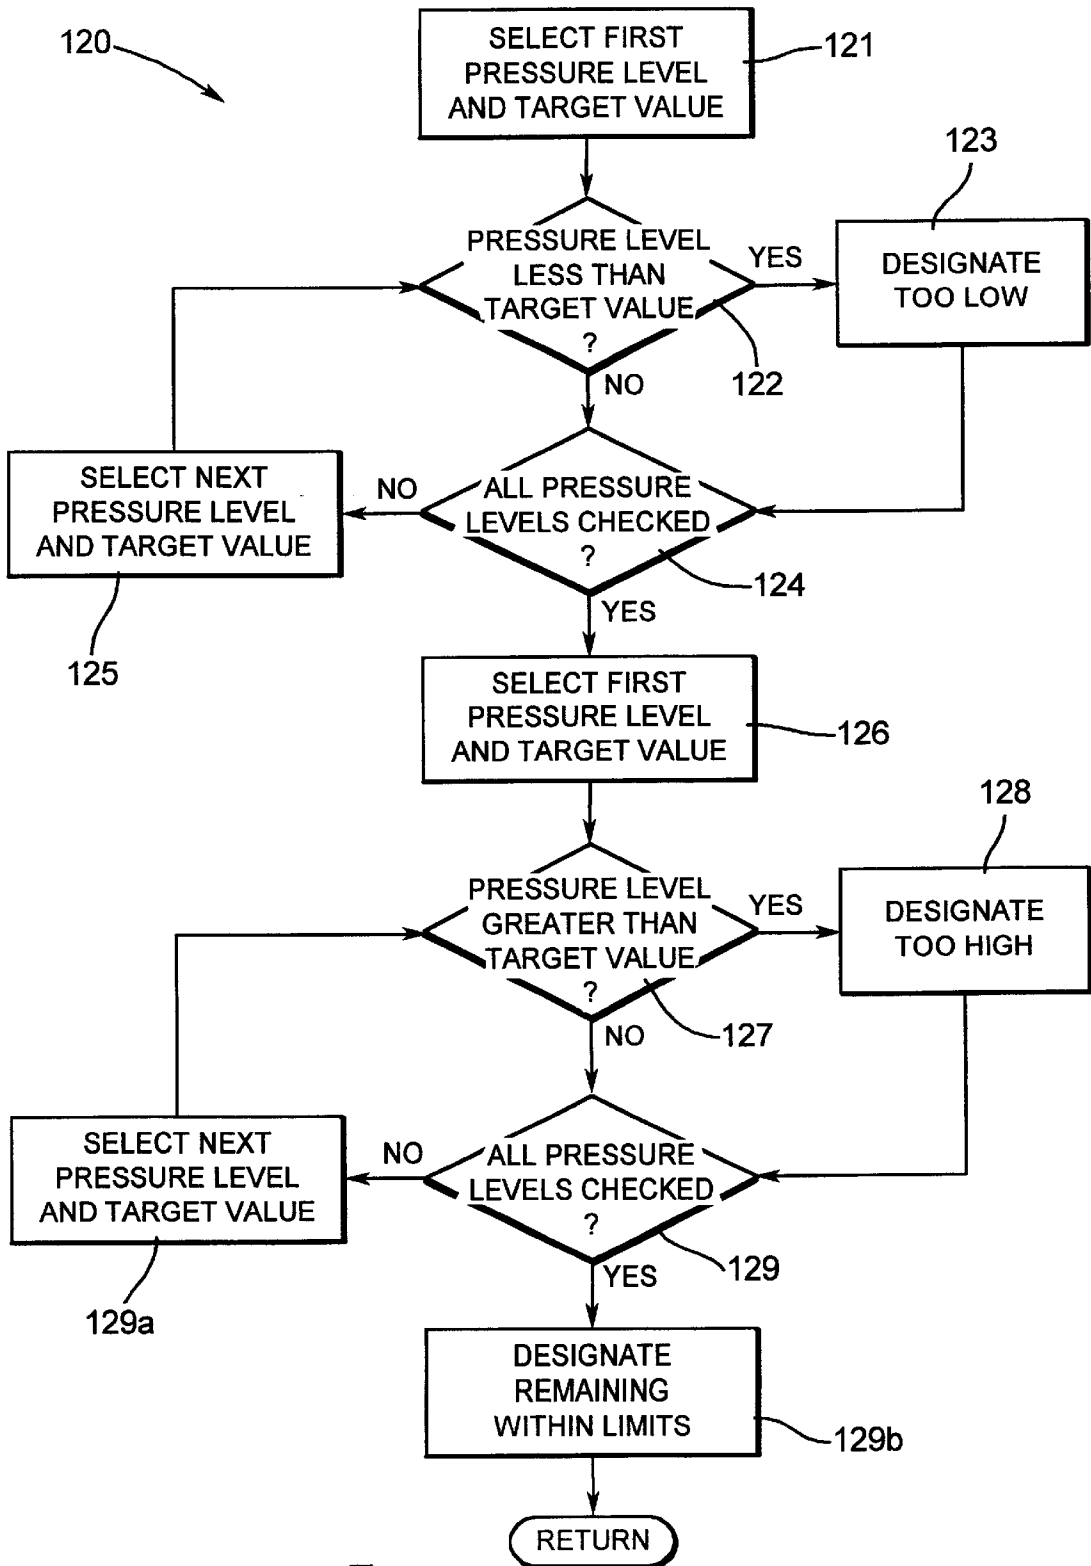 120
SELECT FIRST
PRESSURE LEVEL
AND TARGET VALUE
121
PRESSURE LEVEL
LESS THAN
TARGET VALUE
?
122
YES
123
DESIGNATE
TOO LOW
NO
ALL PRESSURE
LEVELS CHECKED
?
124
NO
SELECT NEXT
PRESSURE LEVEL
AND TARGET VALUE
125
YES
SELECT FIRST
PRESSURE LEVEL
AND TARGET VALUE
126
PRESSURE LEVEL
GREATER THAN
TARGET VALUE
?
127
YES
128
DESIGNATE
TOO HIGH
NO
ALL PRESSURE
LEVELS CHECKED
?
129
NO
SELECT NEXT
PRESSURE LEVEL
AND TARGET VALUE
129a
YES
DESIGNATE
REMAINING
WITHIN LIMITS
129b
RETURN